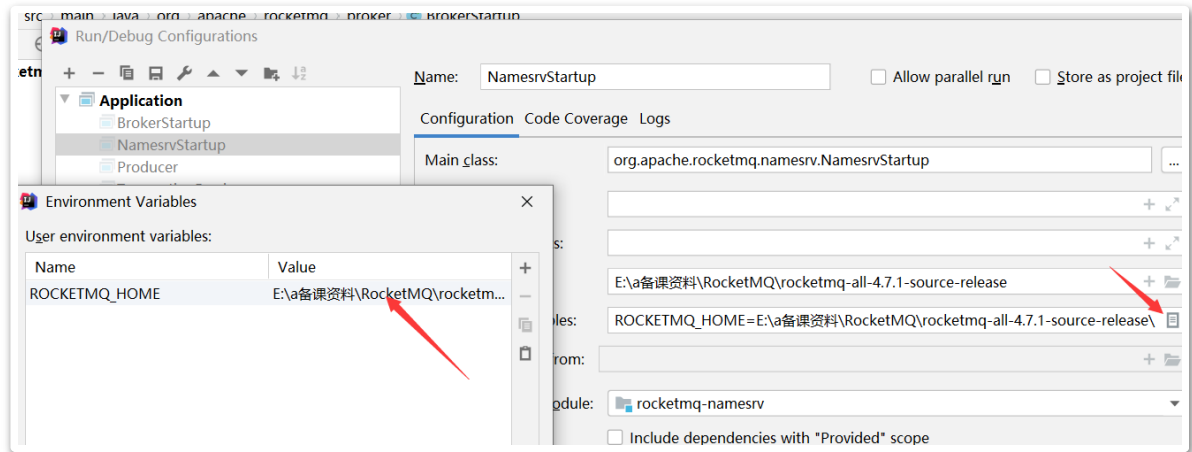 src main java org apache rocketmq broker BrokerStartup
Run/Debug Configurations
Name: NamesrvStartup
Allow parallel run
Store as project file
Application
BrokerStartup
NamesrvStartup
Producer
Configuration Code Coverage Logs
Main class: org.apache.rocketmq.namesrv.NamesrvStartup ...
Environment Variables
User environment variables:
Name Value
ROCKETMQ_HOME E:\a备课资料\RocketMQ\rocketm...
s:
E:\a备课资料\RocketMQ\rocketmq-all-4.7.1-source-release
les: ROCKETMQ_HOME=E:\a备课资料\RocketMQ\rocketmq-all-4.7.1-source-release\
from:
odule: rocketmq-namesrv
Include dependencies with "Provided" scope